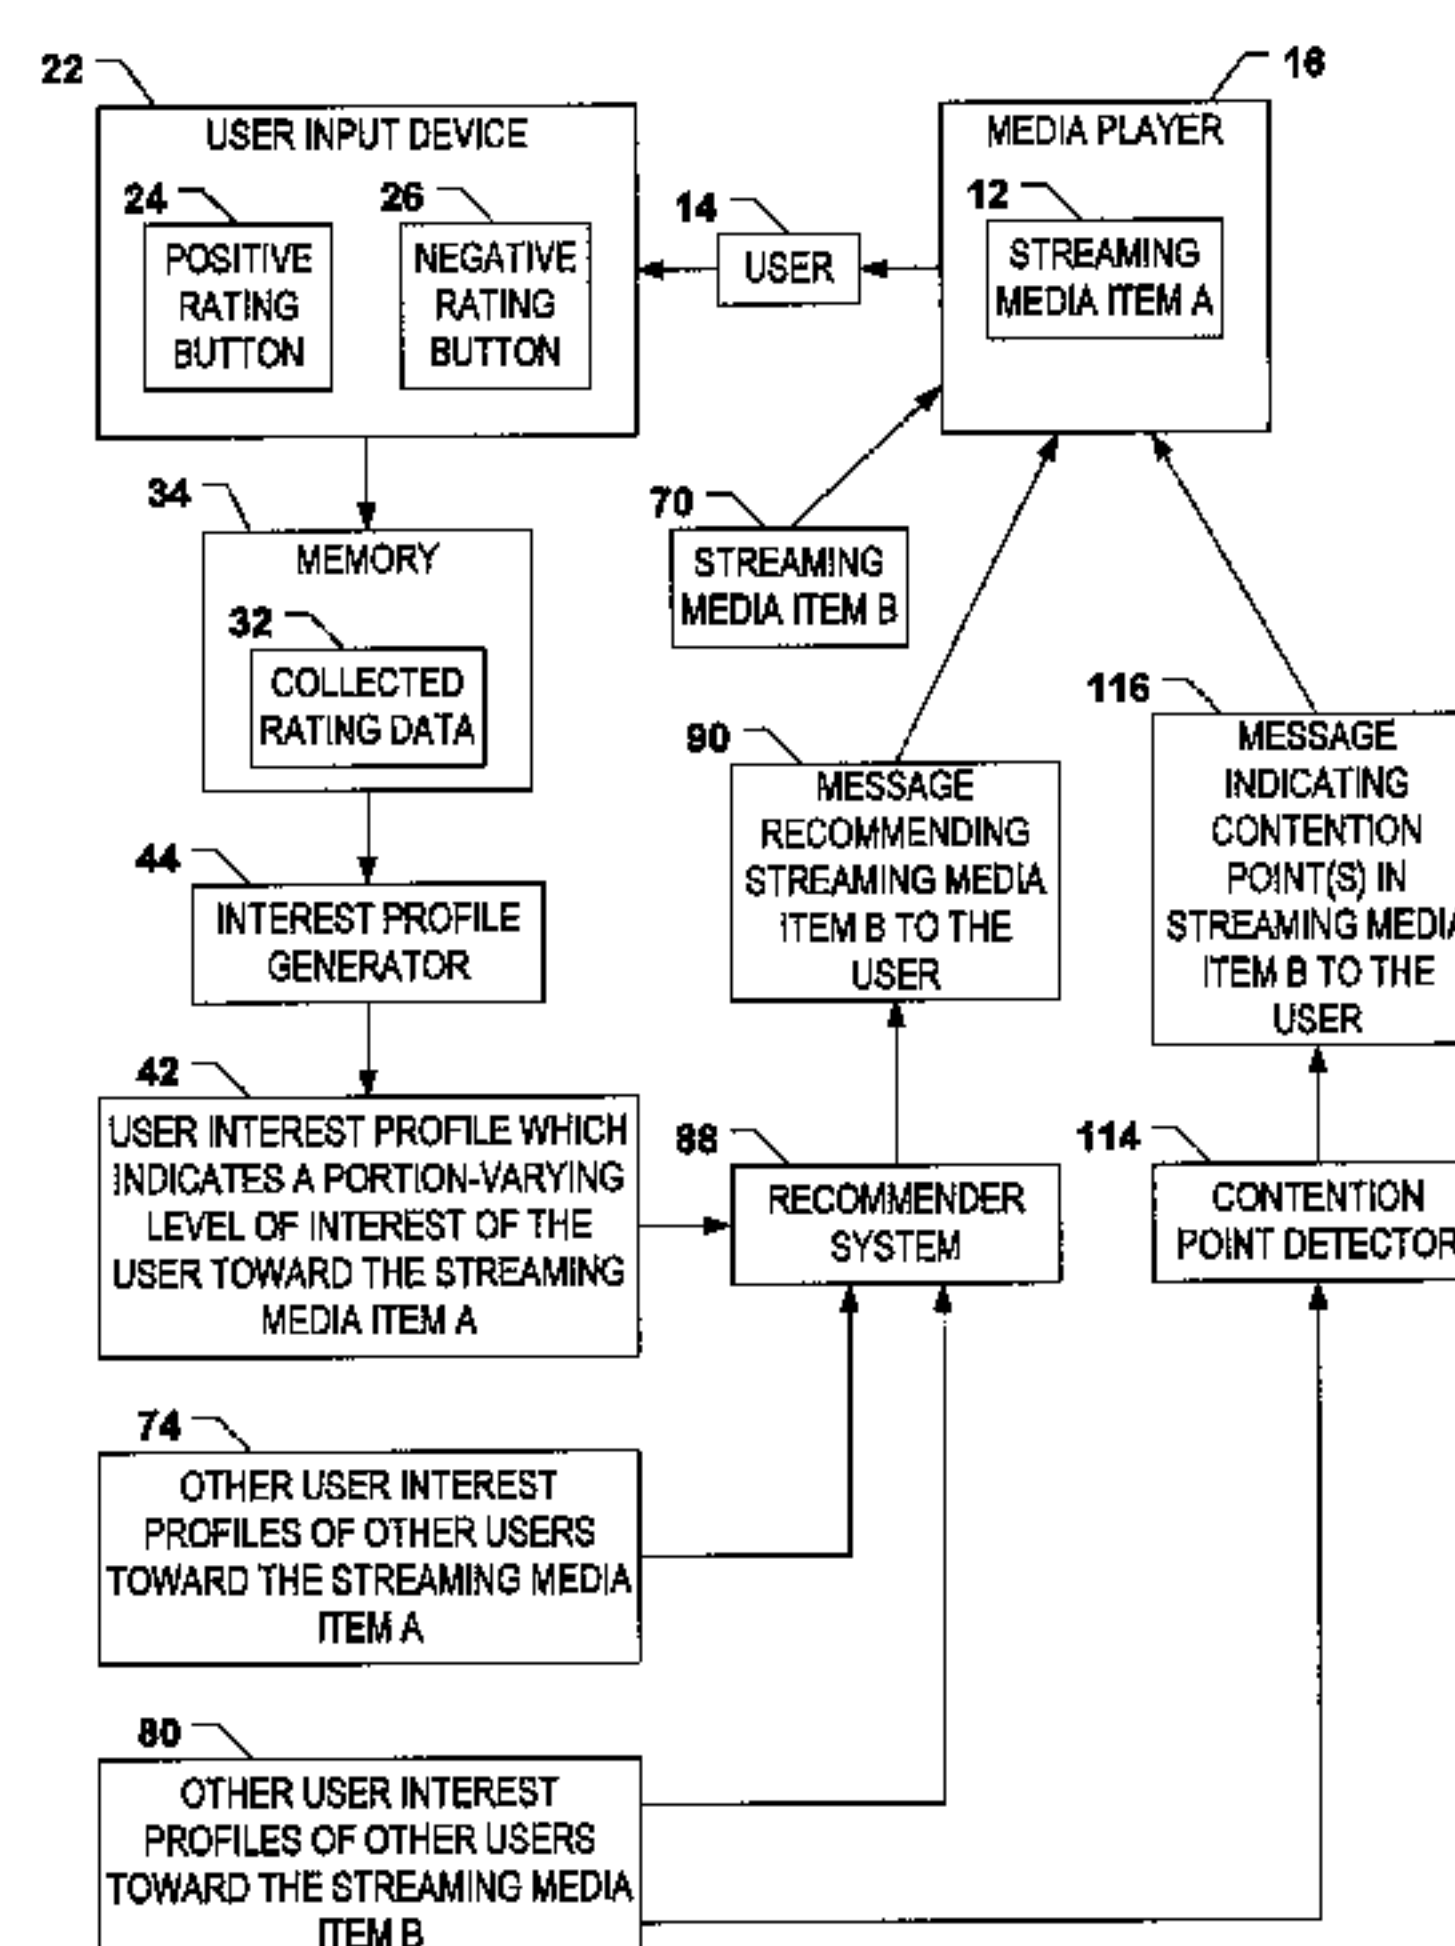 22
16
USER INPUT DEVICE
MEDIA PLAYER
24
26
14
12
POSITIVE
RATING
BUTTON
NEGATIVE
RATING
BUTTON
USER
STREAMING
MEDIA ITEM A
34
MEMORY
32
COLLECTED
RATING DATA
70
STREAMING
MEDIA ITEM B
90
MESSAGE
RECOMMENDING
STREAMING MEDIA
ITEM B TO THE
USER
116
MESSAGE
INDICATING
CONTENTION
POINT(S) IN
STREAMING MEDIA
ITEM B TO THE
USER
44
INTEREST PROFILE
GENERATOR
42
USER INTEREST PROFILE WHICH
INDICATES A PORTION-VARYING
LEVEL OF INTEREST OF THE
USER TOWARD THE STREAMING
MEDIA ITEM A
88
RECOMMENDER
SYSTEM
114
CONTENTION
POINT DETECTOR
74
OTHER USER INTEREST
PROFILES OF OTHER USERS
TOWARD THE STREAMING MEDIA
ITEM A
80
OTHER USER INTEREST
PROFILES OF OTHER USERS
TOWARD THE STREAMING MEDIA
ITEM B